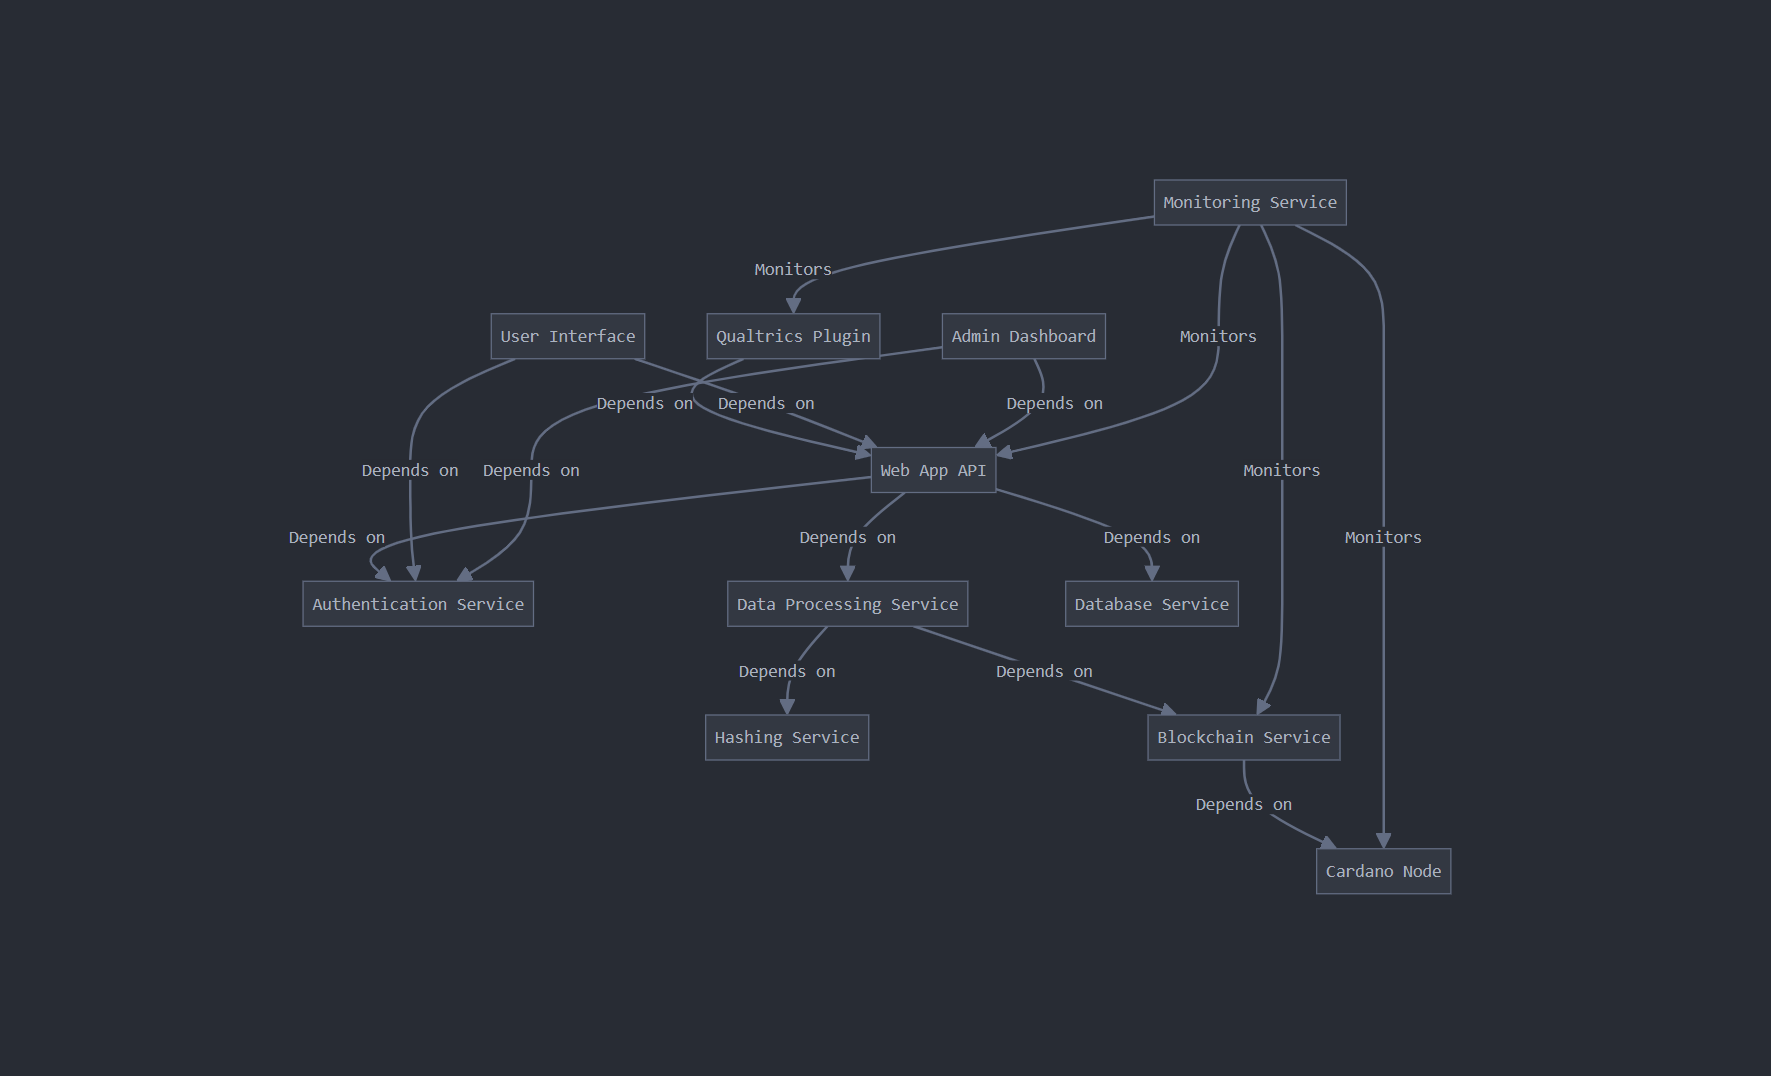 Monitoring Service
Monitors
User Interface
Qualtrics Plugin
Admin Dashboard
Monitors
Depends on
Depends on
Depends on
Depends on
Depends on
Web App API
Monitors
Depends on
Depends on
Depends on
Monitors
Authentication Service
Data Processing Service
Database Service
Depends on
Depends on
Hashing Service
Blockchain Service
Depends on
Cardano Node